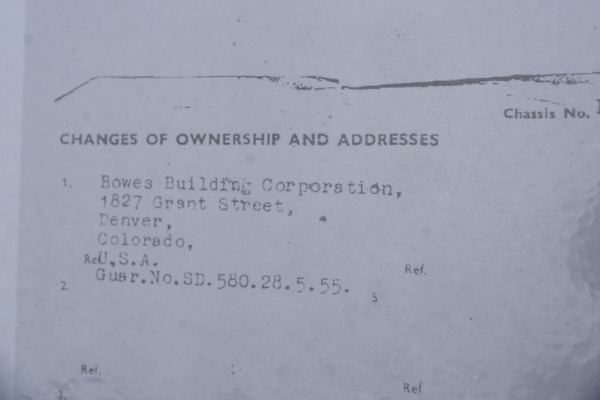 Chassis No.
CHANGES OF OWNERSHIP AND ADDRESSES
1. Bowes Building Corporation,
1827 Grant Street,
Denver,
Colorado,
Ref. U.S.A. Ref.
2. Guar.No.SD.580.28.5.55. 5
Ref. Ref
3.